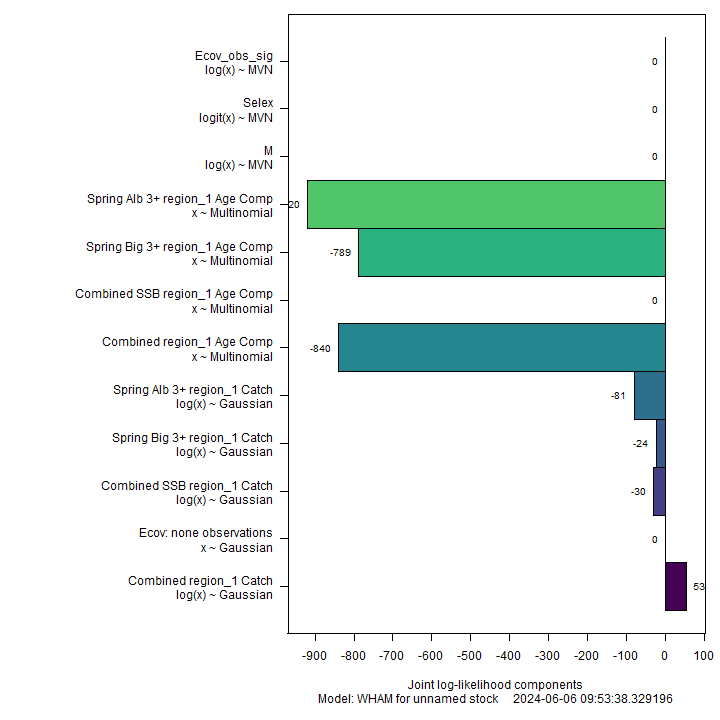 Ecov_obs_sig
log(x) ~ MVN
0
Selex
logit(x) ~ MVN
0
M
log(x) ~ MVN
0
Spring Alb 3+ region_1 Age Comp
x ~ Multinomial
20
Spring Big 3+ region_1 Age Comp
x ~ Multinomial
-789
Combined SSB region_1 Age Comp
x ~ Multinomial
0
Combined region_1 Age Comp
x ~ Multinomial
-840
Spring Alb 3+ region_1 Catch
log(x) ~ Gaussian
-81
Spring Big 3+ region_1 Catch
log(x) ~ Gaussian
-24
Combined SSB region_1 Catch
log(x) ~ Gaussian
-30
Ecov: none observations
x ~ Gaussian
0
Combined region_1 Catch
log(x) ~ Gaussian
53
-900 -800 -700 -600 -500 -400 -300 -200 -100 0 100
Joint log-likelihood components
Model: WHAM for unnamed stock 2024-06-06 09:53:38.329196